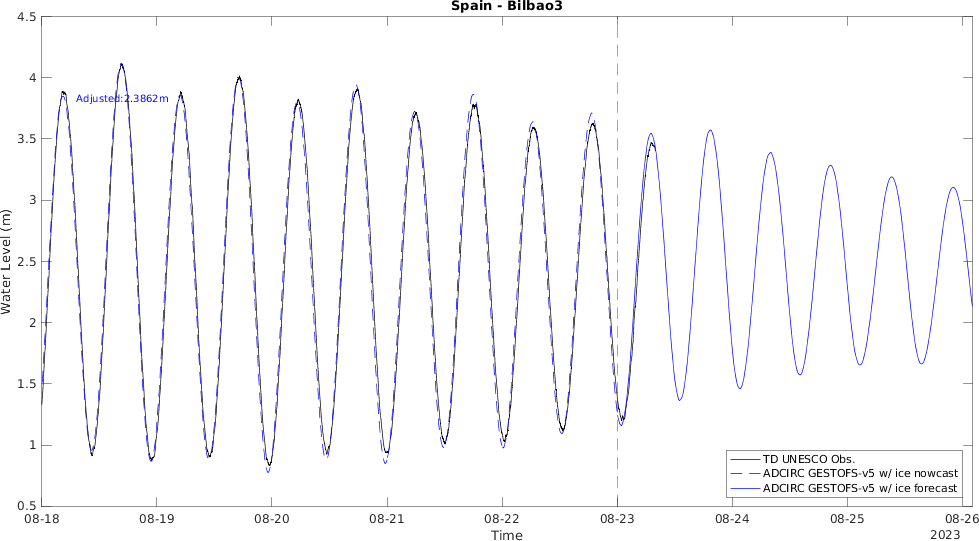 Spain - Bilbao3
4.5
4
3.5
3
2.5
2
1.5
1
0.5
Water Level (m)
Adjusted:2.3862m
TD UNESCO Obs.
ADCIRC GESTOFS-v5 w/ ice nowcast
ADCIRC GESTOFS-v5 w/ ice forecast
08-18 08-19 08-20 08-21 08-22 08-23 08-24 08-25 08-26
Time
2023